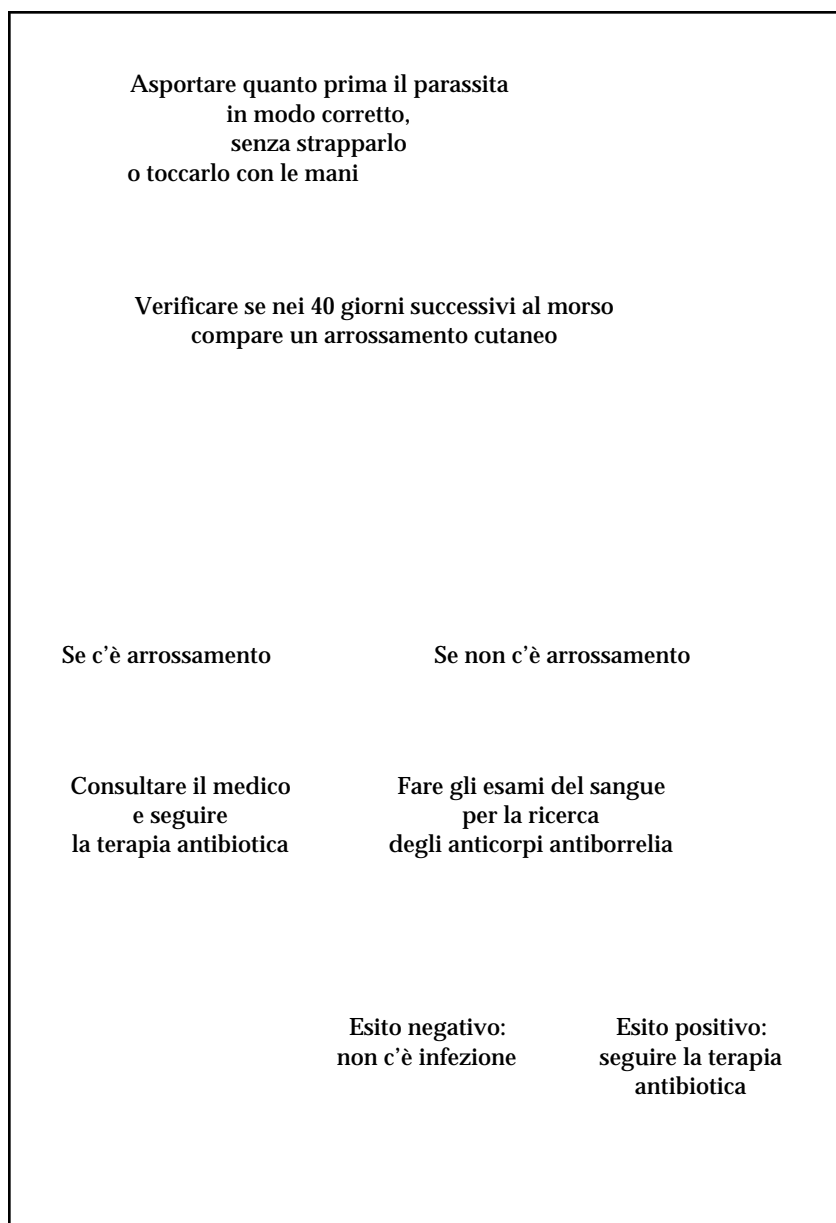 Asportare quanto prima il parassita
in modo corretto,
senza strapparlo
o toccarlo con le mani
Verificare se nei 40 giorni successivi al morso
compare un arrossamento cutaneo
Se c'è arrossamento
Se non c'è arrossamento
Consultare il medico
e seguire
la terapia antibiotica
Fare gli esami del sangue
per la ricerca
degli anticorpi antiborrelia
Esito negativo:
non c'è infezione
Esito positivo:
seguire la terapia
antibiotica